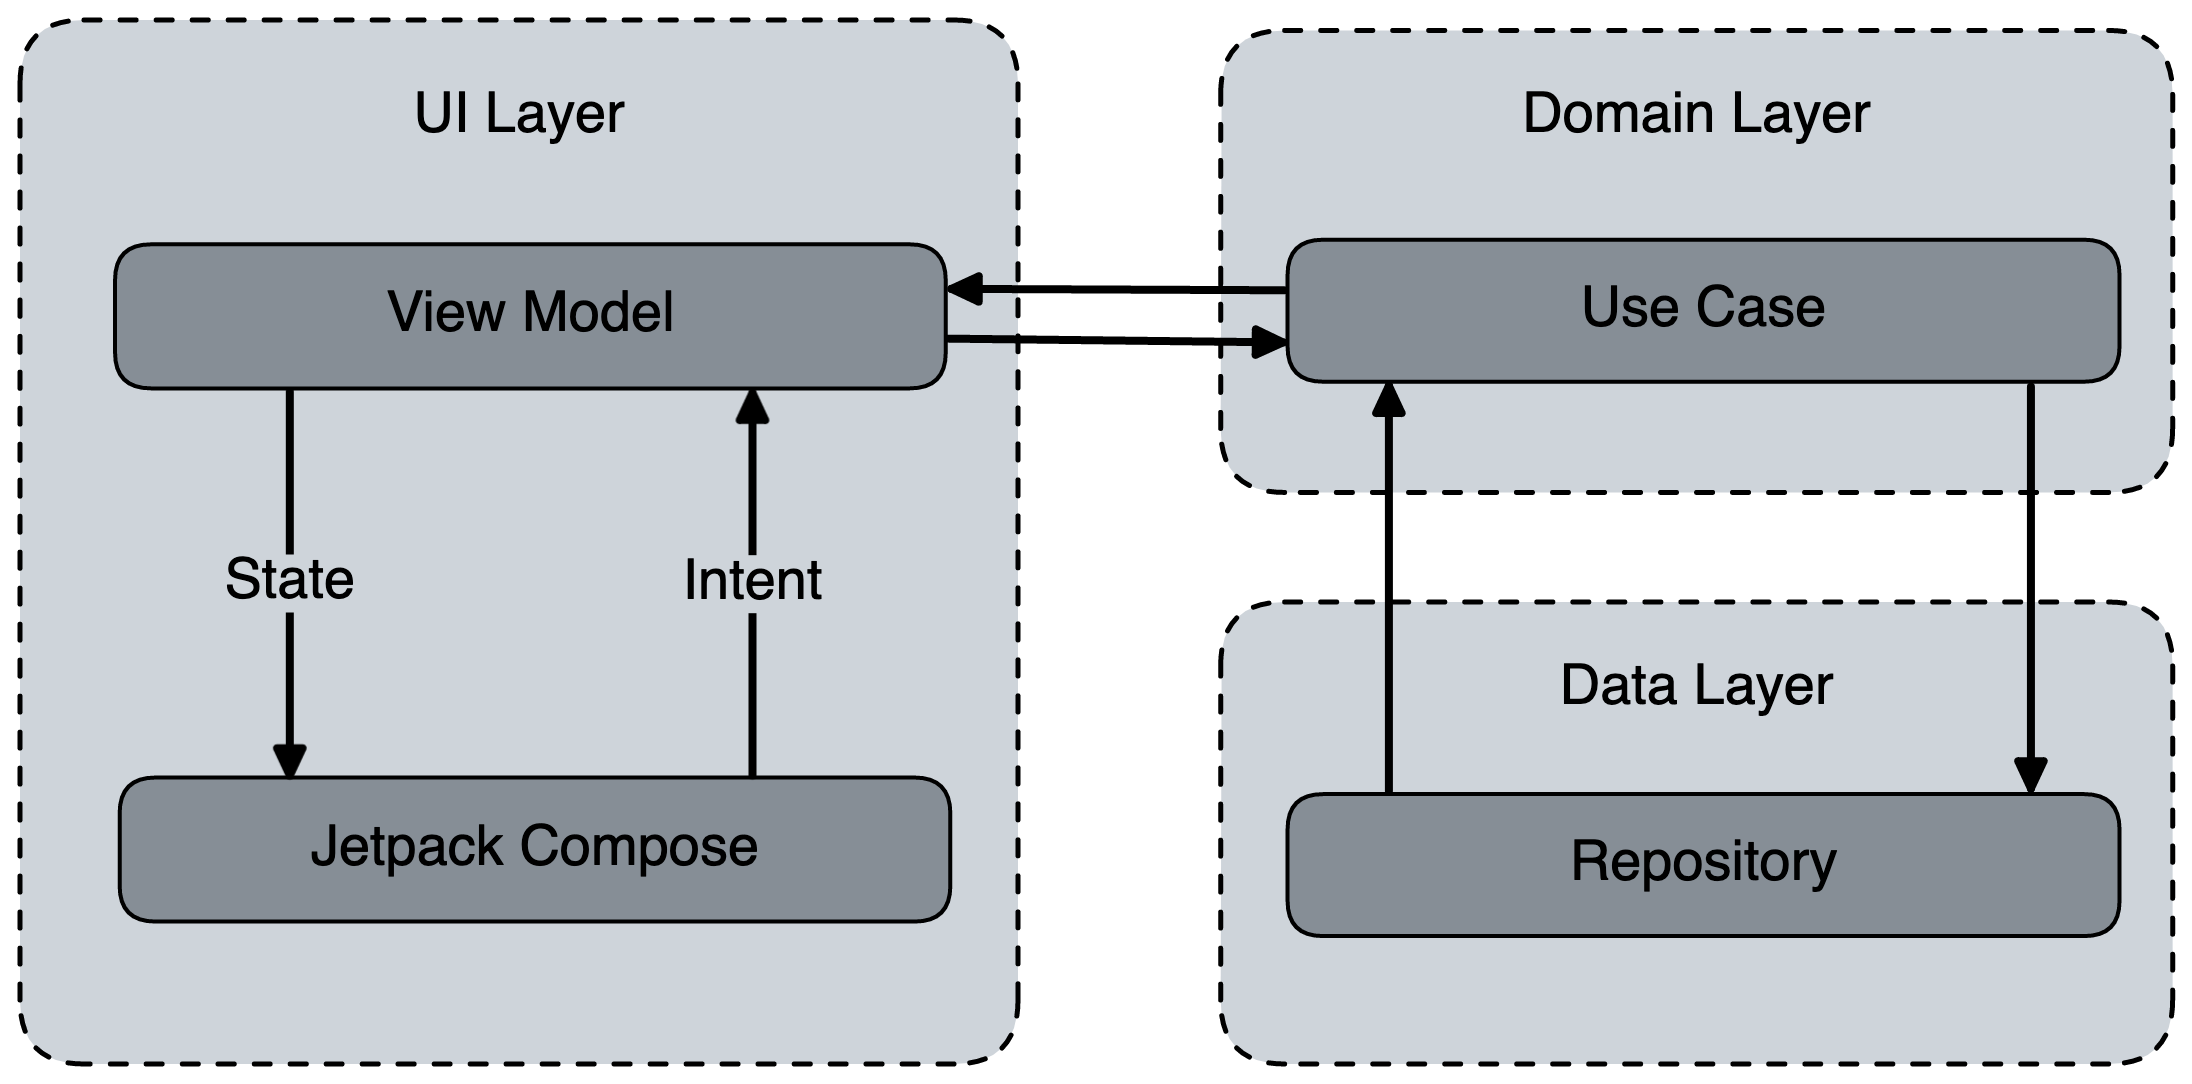 UI Layer
View Model
State
Intent
Jetpack Compose
Domain Layer
Use Case
Data Layer
Repository